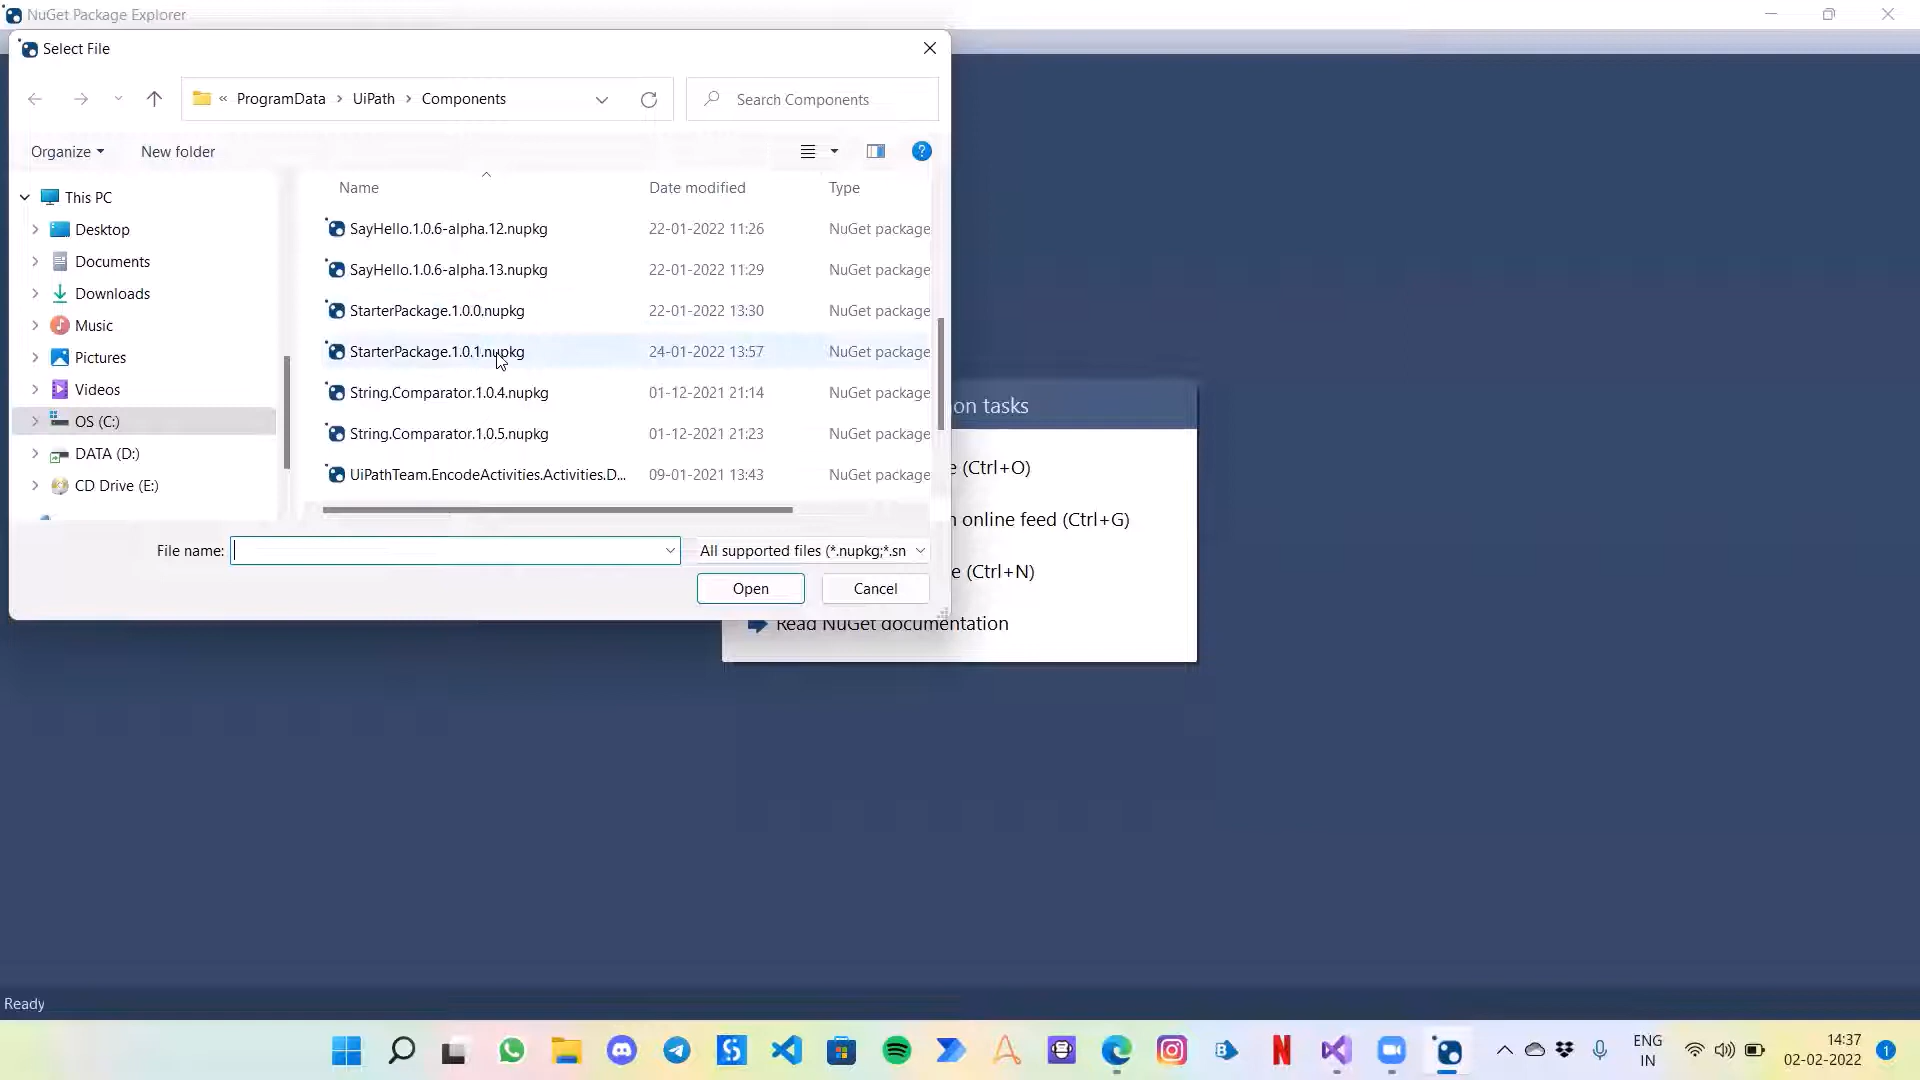 NuGet Package Explorer
Select File
« ProgramData > UiPath > Components
Search Components
Organize
New folder
This PC
Desktop
Documents
Downloads
Music
Pictures
Videos
OS (C:)
DATA (D:)
CD Drive (E:)
Name Date modified Type
SayHello.1.0.6-alpha.12.nupkg 22-01-2022 11:26 NuGet package
SayHello.1.0.6-alpha.13.nupkg 22-01-2022 11:29 NuGet package
StarterPackage.1.0.0.nupkg 22-01-2022 13:30 NuGet package
StarterPackage.1.0.1.nupkg 24-01-2022 13:57 NuGet package
String.Comparator.1.0.4.nupkg 01-12-2021 21:14 NuGet package
String.Comparator.1.0.5.nupkg 01-12-2021 21:23 NuGet package
UiPathTeam.EncodeActivities.Activities.D... 09-01-2021 13:43 NuGet package
File name:
All supported files (*.nupkg;*.sn
Open
Cancel
on tasks
e (Ctrl+O)
n online feed (Ctrl+G)
e (Ctrl+N)
Read NuGet documentation
Ready
ENG
IN
14:37
02-02-2022
1